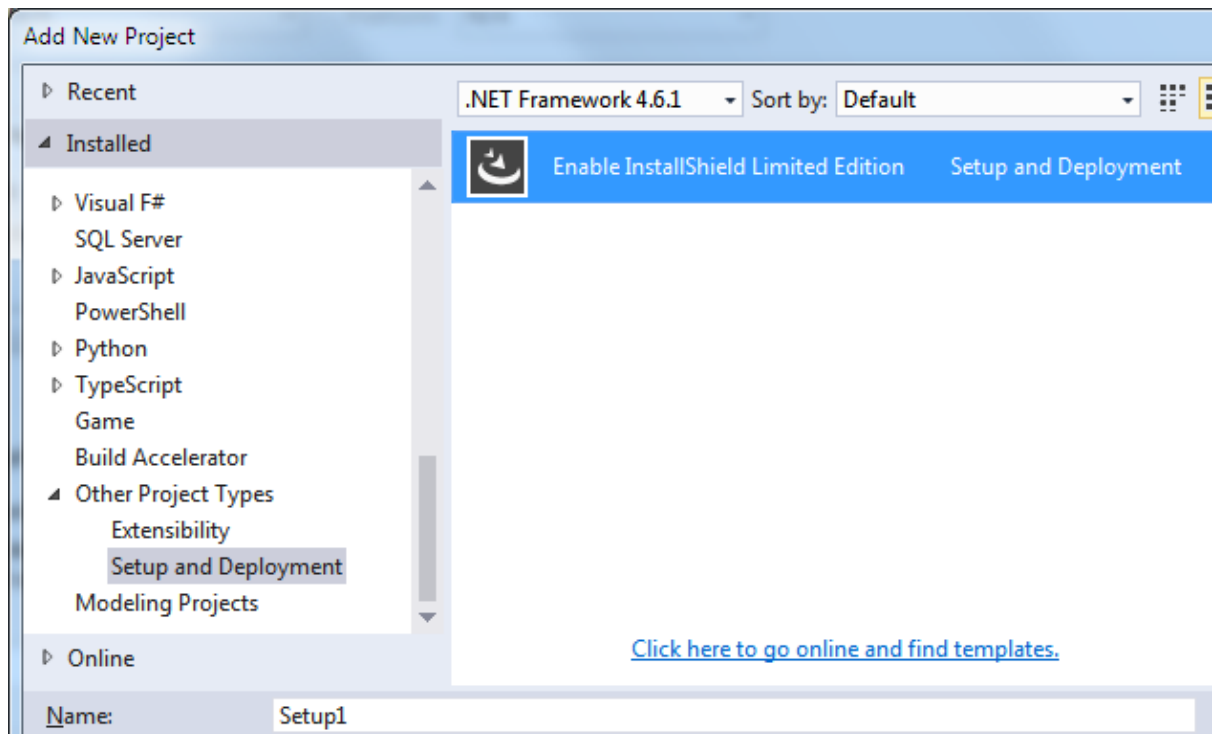 Add New Project
Recent
.NET Framework 4.6.1 Sort by: Default
Installed
Enable InstallShield Limited Edition Setup and Deployment
Visual F#
SQL Server
JavaScript
PowerShell
Python
TypeScript
Game
Build Accelerator
Other Project Types
Extensibility
Setup and Deployment
Modeling Projects
Click here to go online and find templates.
Online
Name: Setup1